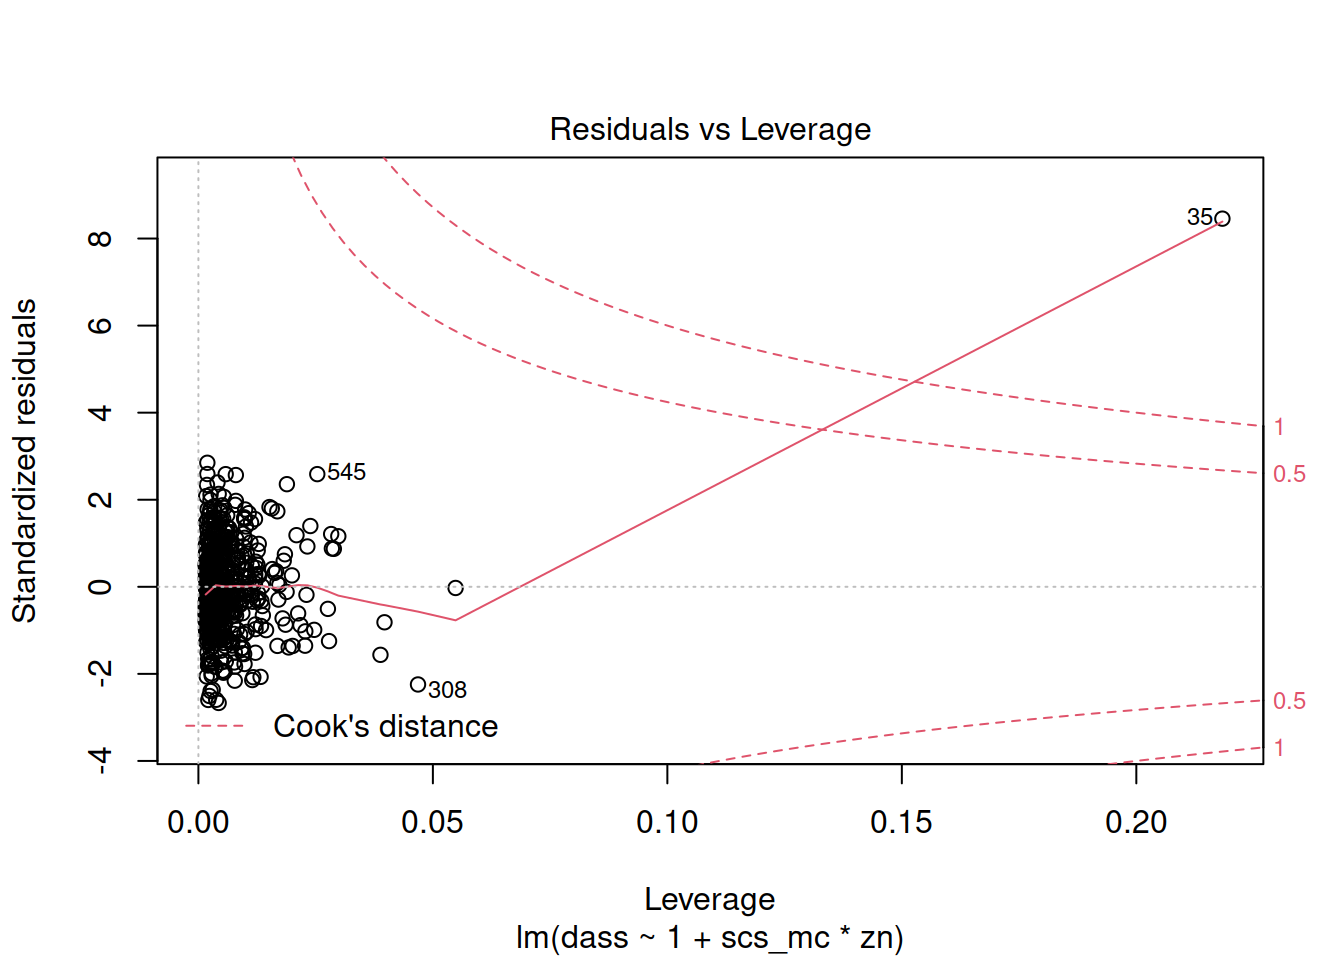 Residuals vs Leverage
Standardized residuals
8
6
4
2
0
-2
-4
35
545
308
1
0.5
0.5
1
Cook's distance
0.00 0.05 0.10 0.15 0.20
Leverage
lm(dass ~ 1 + scs_mc * zn)